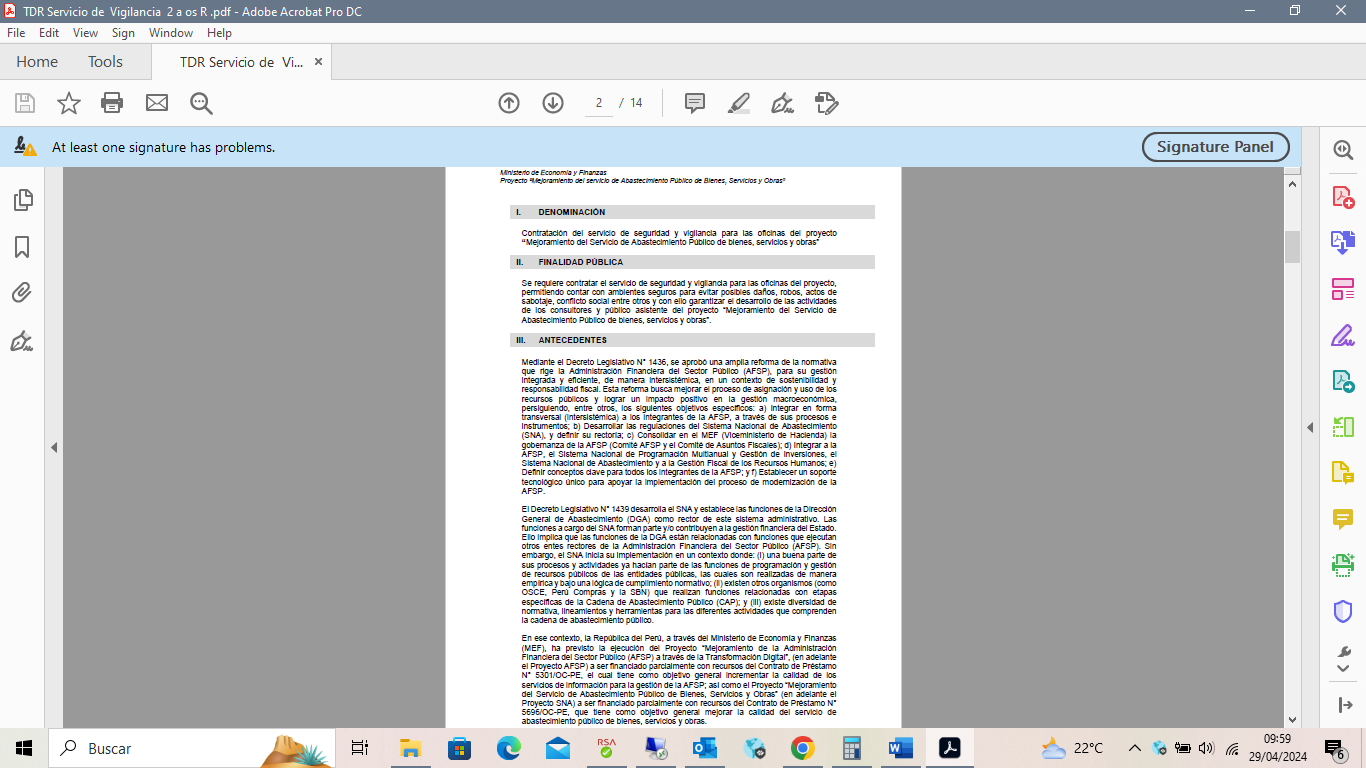 TDR Servicio de  Vigilancia  2 a os R .pdf - Adobe Acrobat Pro DC
File Edit View Sign Window Help
Home Tools TDR Servicio de  Vi... ×
2 / 14
At least one signature has problems.
Signature Panel
Ministerio de Economía y Finanzas
Proyecto “Mejoramiento del servicio de Abastecimiento Público de Bienes, Servicios y Obras”
I. DENOMINACIÓN
Contratación del servicio de seguridad y vigilancia para las oficinas del proyecto
“Mejoramiento del Servicio de Abastecimiento Público de bienes, servicios y obras”
II. FINALIDAD PÚBLICA
Se requiere contratar el servicio de seguridad y vigilancia para las oficinas del proyecto,
permitiendo contar con ambientes seguros para evitar posibles daños, robos, actos de
sabotaje, conflicto social entre otros y con ello garantizar el desarrollo de las actividades
de los consultores y público asistente del proyecto “Mejoramiento del Servicio de
Abastecimiento Público de bienes, servicios y obras”.
III. ANTECEDENTES
Mediante el Decreto Legislativo N° 1436, se aprobó una amplia reforma de la normativa
que rige la Administración Financiera del Sector Público (AFSP), para su gestión
integrada y eficiente, de manera intersistémica, en un contexto de sostenibilidad y
responsabilidad fiscal. Esta reforma busca mejorar el proceso de asignación y uso de los
recursos públicos y lograr un impacto positivo en la gestión macroeconómica,
persiguiendo, entre otros, los siguientes objetivos específicos: a) Integrar en forma
transversal (intersistémica) a los integrantes de la AFSP, a través de sus procesos e
instrumentos; b) Desarrollar las regulaciones del Sistema Nacional de Abastecimiento
(SNA), y definir su rectoría; c) Consolidar en el MEF (Viceministerio de Hacienda) la
gobernanza de la AFSP (Comité AFSP y el Comité de Asuntos Fiscales); d) Integrar a la
AFSP, el Sistema Nacional de Programación Multianual y Gestión de Inversiones, el
Sistema Nacional de Abastecimiento y a la Gestión Fiscal de los Recursos Humanos; e)
Definir conceptos clave para todos los integrantes de la AFSP; y f) Establecer un soporte
tecnológico único para apoyar la implementación del proceso de modernización de la
AFSP.
El Decreto Legislativo N° 1439 desarrolla el SNA y establece las funciones de la Dirección
General de Abastecimiento (DGA) como rector de este sistema administrativo. Las
funciones a cargo del SNA forman parte y/o contribuyen a la gestión financiera del Estado.
Ello implica que las funciones de la DGA están relacionadas con funciones que ejecutan
otros entes rectores de la Administración Financiera del Sector Público (AFSP). Sin
embargo, el SNA inicia su implementación en un contexto donde: (i) una buena parte de
sus procesos y actividades ya hacían parte de las funciones de programación y gestión
de recursos públicos de las entidades públicas, las cuales son realizadas de manera
empírica y bajo una lógica de cumplimiento normativo; (ii) existen otros organismos (como
OSCE, Perú Compras y la SBN) que realizan funciones relacionadas con etapas
específicas de la Cadena de Abastecimiento Público (CAP); y (iii) existe diversidad de
normativa, lineamientos y herramientas para las diferentes actividades que comprenden
la cadena de abastecimiento público.
En ese contexto, la República del Perú, a través del Ministerio de Economía y Finanzas
(MEF), ha previsto la ejecución del Proyecto “Mejoramiento de la Administración
Financiera del Sector Público (AFSP) a través de la Transformación Digital”, (en adelante
el Proyecto AFSP) a ser financiado parcialmente con recursos del Contrato de Préstamo
N° 5301/OC-PE, el cual tiene como objetivo general incrementar la calidad de los
servicios de información para la gestión de la AFSP; así como el Proyecto “Mejoramiento
del Servicio de Abastecimiento Público de Bienes, Servicios y Obras” (en adelante el
Proyecto SNA) a ser financiado parcialmente con recursos del Contrato de Préstamo N°
5696/OC-PE, que tiene como objetivo general mejorar la calidad del servicio de
abastecimiento público de bienes, servicios y obras.
Buscar
RSA
22°C
09:59
29/04/2024
6